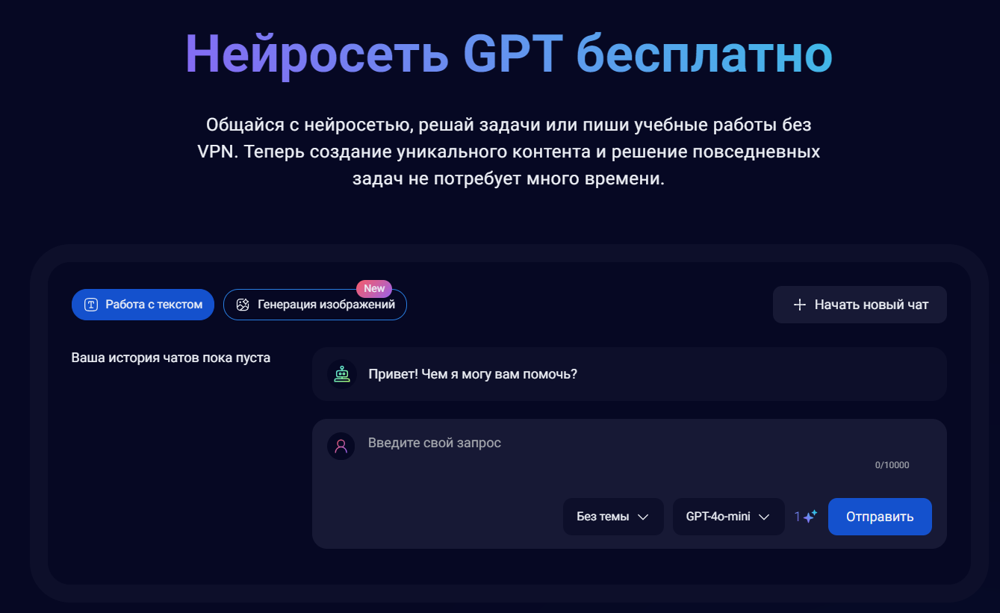 Нейросеть GPT бесплатно
Общайся с нейросетью, решай задачи или пиши учебные работы без
VPN. Теперь создание уникального контента и решение повседневных
задач не потребует много времени.
New
Работа с текстом
Генерация изображений
Начать новый чат
Ваша история чатов пока пуста
Привет! Чем я могу вам помочь?
Введите свой запрос
0/10000
Без темы
GPT-4o-mini
1
Отправить